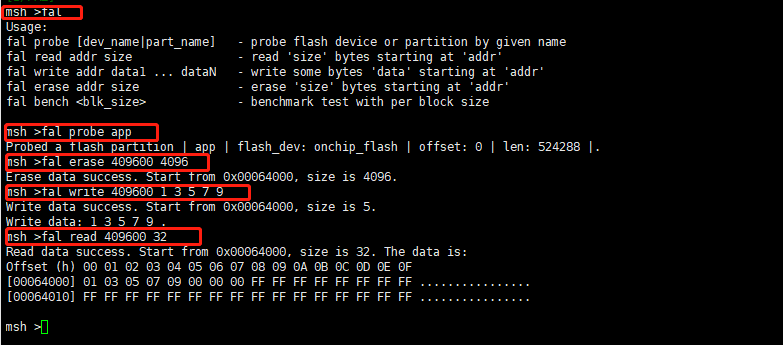 msh >fal
Usage:
fal probe [dev_name|part_name]   - probe flash device or partition by given name
fal read addr size               - read 'size' bytes starting at 'addr'
fal write addr data1 ... dataN   - write some bytes 'data' starting at 'addr'
fal erase addr size              - erase 'size' bytes starting at 'addr'
fal bench <blk_size>             - benchmark test with per block size
msh >fal probe app
Probed a flash partition | app | flash_dev: onchip_flash | offset: 0 | len: 524288 |.
msh >fal erase 409600 4096
Erase data success. Start from 0x00064000, size is 4096.
msh >fal write 409600 1 3 5 7 9
Write data success. Start from 0x00064000, size is 5.
Write data: 1 3 5 7 9 .
msh >fal read 409600 32
Read data success. Start from 0x00064000, size is 32. The data is:
Offset (h) 00 01 02 03 04 05 06 07 08 09 0A 0B 0C 0D 0E 0F
[00064000] 01 03 05 07 09 00 00 00 FF FF FF FF FF FF FF FF ................
[00064010] FF FF FF FF FF FF FF FF FF FF FF FF FF FF FF FF ................
msh >